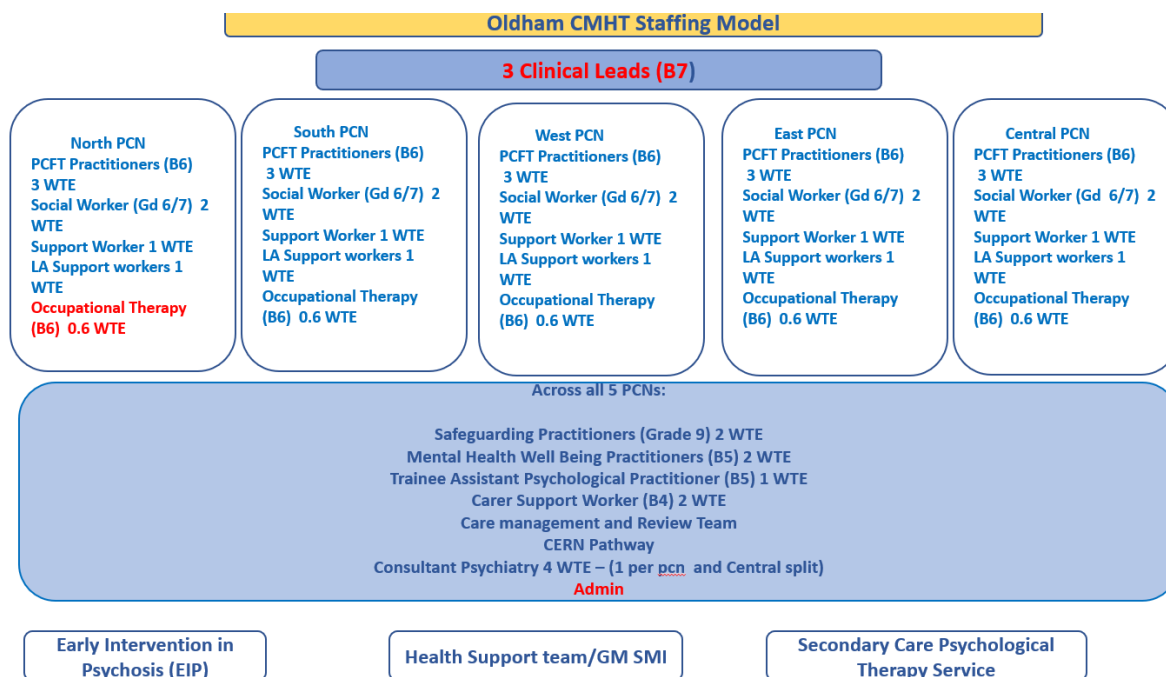 Oldham CMHT Staffing Model
3 Clinical Leads (B7)
North PCN
PCFT Practitioners (B6)
3 WTE
Social Worker (Gd 6/7) 2
WTE
Support Worker 1 WTE
LA Support workers 1
WTE
Occupational Therapy
(B6) 0.6 WTE
South PCN
PCFT Practitioners (B6)
3 WTE
Social Worker (Gd 6/7) 2
WTE
Support Worker 1 WTE
LA Support workers 1
WTE
Occupational Therapy
(B6) 0.6 WTE
West PCN
PCFT Practitioners (B6)
3 WTE
Social Worker (Gd 6/7) 2
WTE
Support Worker 1 WTE
LA Support workers 1
WTE
Occupational Therapy
(B6) 0.6 WTE
East PCN
PCFT Practitioners (B6)
3 WTE
Social Worker (Gd 6/7) 2
WTE
Support Worker 1 WTE
LA Support workers 1
WTE
Occupational Therapy
(B6) 0.6 WTE
Central PCN
PCFT Practitioners (B6)
3 WTE
Social Worker (Gd 6/7) 2
WTE
Support Worker 1 WTE
LA Support workers 1
WTE
Occupational Therapy
(B6) 0.6 WTE
Across all 5 PCNs:
Safeguarding Practitioners (Grade 9) 2 WTE
Mental Health Well Being Practitioners (B5) 2 WTE
Trainee Assistant Psychological Practitioner (B5) 1 WTE
Carer Support Worker (B4) 2 WTE
Care management and Review Team
CERN Pathway
Consultant Psychiatry 4 WTE – (1 per pcn and Central split)
Admin
Early Intervention in
Psychosis (EIP)
Health Support team/GM SMI
Secondary Care Psychological
Therapy Service